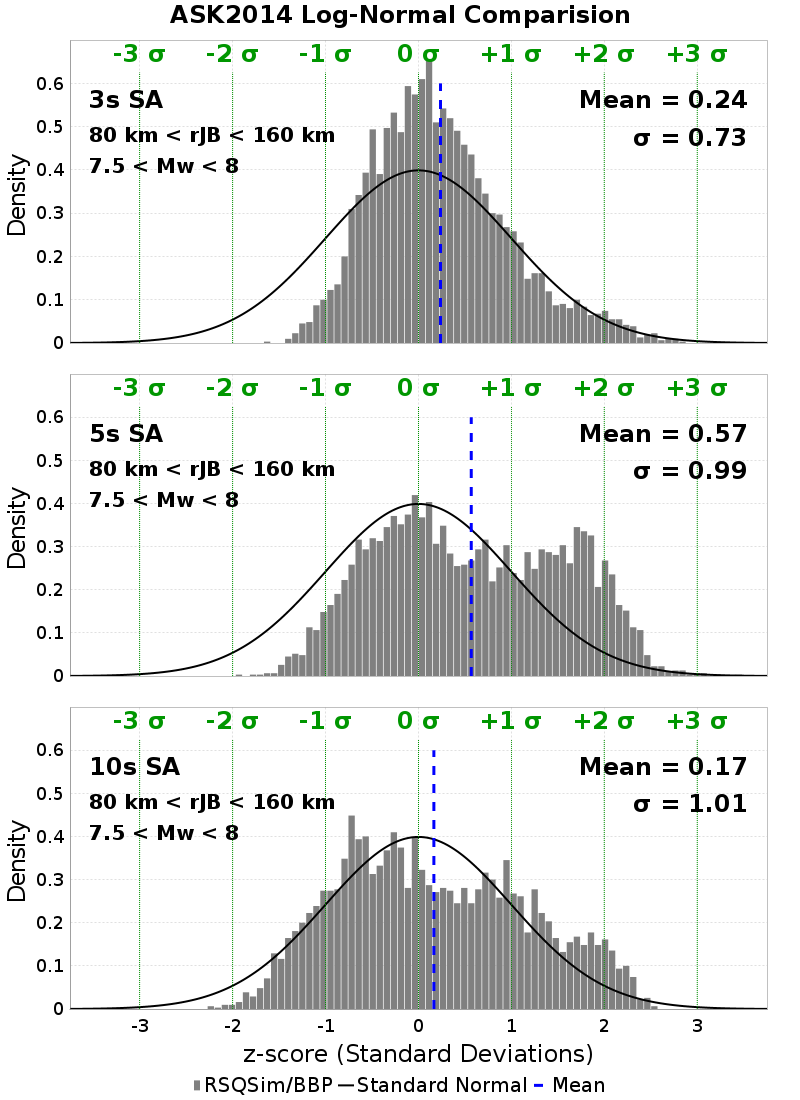 ASK2014 Log-Normal Comparision
-3 σ -2 σ -1 σ 0 σ +1 σ +2 σ +3 σ
3s SA
80 km < rJB < 160 km
7.5 < Mw < 8
Mean = 0.24
σ = 0.73
Density
0.6
0.5
0.4
0.3
0.2
0.1
0
-3 σ -2 σ -1 σ 0 σ +1 σ +2 σ +3 σ
5s SA
80 km < rJB < 160 km
7.5 < Mw < 8
Mean = 0.57
σ = 0.99
Density
0.6
0.5
0.4
0.3
0.2
0.1
0
-3 σ -2 σ -1 σ 0 σ +1 σ +2 σ +3 σ
10s SA
80 km < rJB < 160 km
7.5 < Mw < 8
Mean = 0.17
σ = 1.01
Density
0.6
0.5
0.4
0.3
0.2
0.1
0
-3 -2 -1 0 1 2 3
z-score (Standard Deviations)
RSQSim/BBP Standard Normal Mean